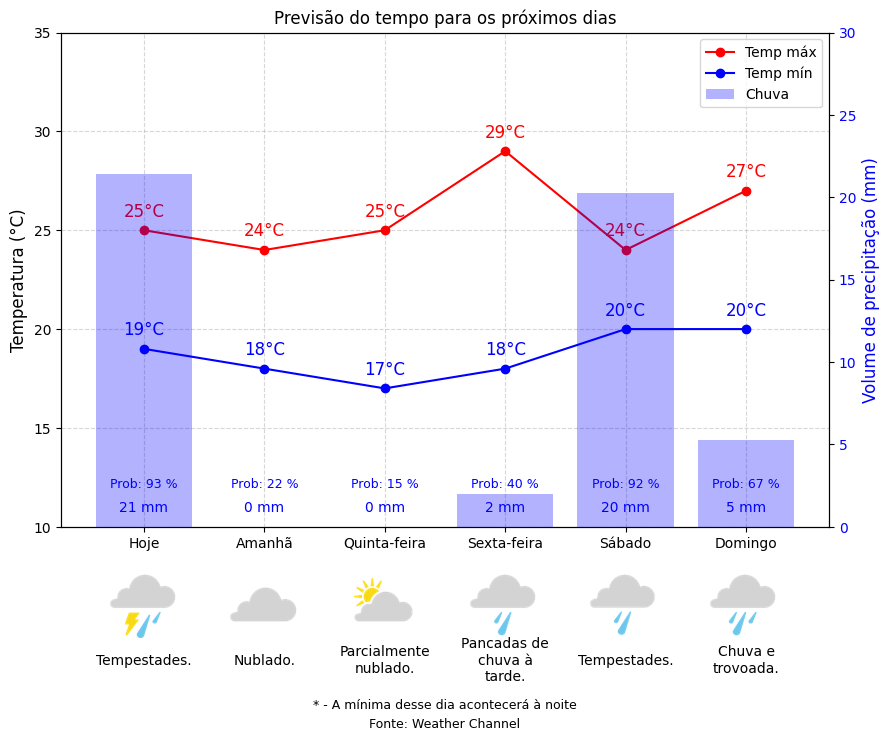 Previsão do tempo para os próximos dias
35
30
25
20
15
10
Temperatura (°C)
30
25
20
15
10
5
0
Volume de precipitação (mm)
Temp máx
Temp mín
Chuva
25°C
24°C
25°C
29°C
24°C
27°C
19°C
18°C
17°C
18°C
20°C
20°C
Prob: 93 %
Prob: 22 %
Prob: 15 %
Prob: 40 %
Prob: 92 %
Prob: 67 %
21 mm
0 mm
0 mm
2 mm
20 mm
5 mm
Hoje
Amanhã
Quinta-feira
Sexta-feira
Sábado
Domingo
Tempestades.
Nublado.
Parcialmente
nublado.
Pancadas de
chuva à
tarde.
Tempestades.
Chuva e
trovoada.
* - A mínima desse dia acontecerá à noite
Fonte: Weather Channel